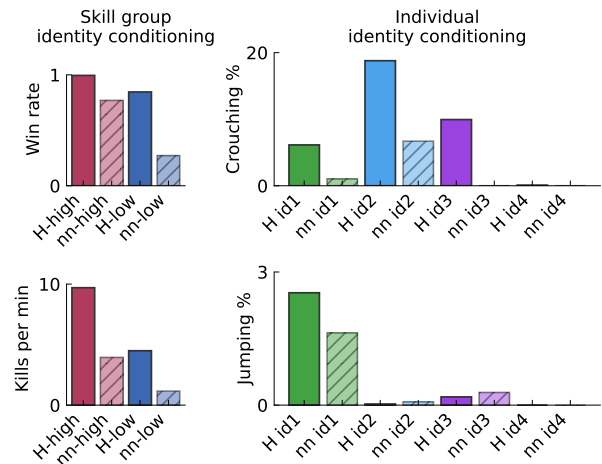 Skill group
identity conditioning
Individual
identity conditioning
Win rate
1
0
H-high
nn-high
H-low
nn-low
Crouching %
20
0
H id1
nn id1
H id2
nn id2
H id3
nn id3
H id4
nn id4
Kills per min
10
0
H-high
nn-high
H-low
nn-low
Jumping %
3
0
H id1
nn id1
H id2
nn id2
H id3
nn id3
H id4
nn id4